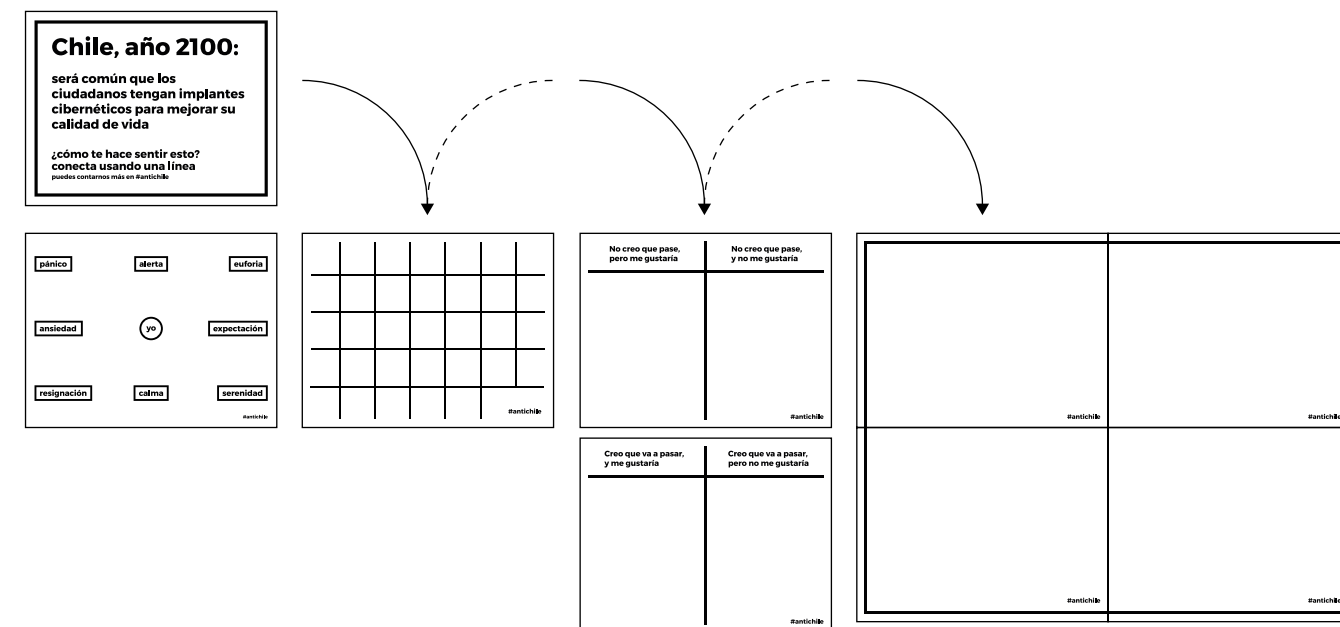 Chile, año 2100:
será común que los
ciudadanos tengan implantes
cibernéticos para mejorar su
calidad de vida
¿cómo te hace sentir esto?
conecta usando una línea
puedes contarnos más en #antichile
pánico
alerta
euforia
ansiedad
yo
expectación
resignación
calma
serenidad
#antichile
#antichile
No creo que pase,
pero me gustaría
No creo que pase,
y no me gustaría
#antichile
Creo que va a pasar,
y me gustaría
Creo que va a pasar,
pero no me gustaría
#antichile
#antichile
#antichile
#antichile
#antichile